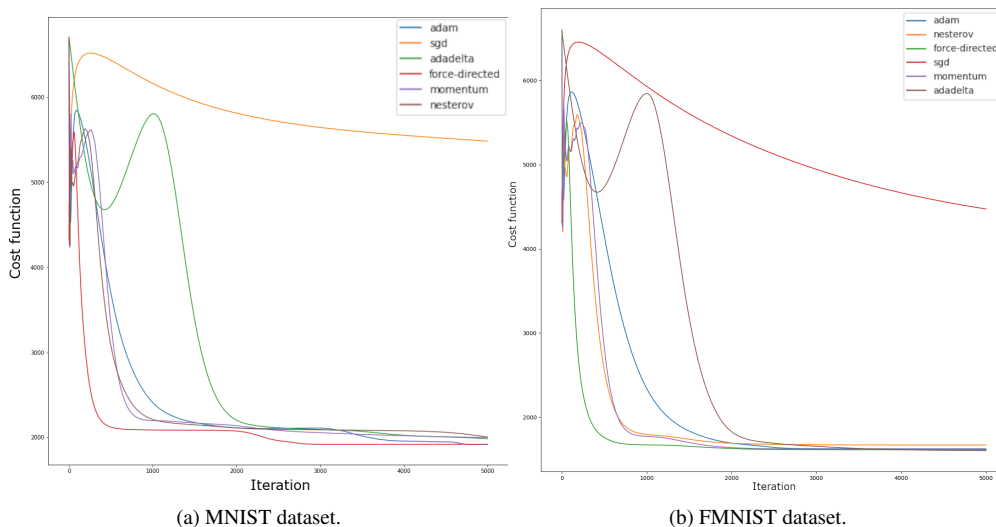 adam
sgd
adadelta
force-directed
momentum
nesterov
Cost function
6000
5000
4000
3000
2000
0
1000
2000
3000
4000
5000
Iteration
(a) MNIST dataset.
adam
nesterov
force-directed
sgd
momentum
adadelta
Cost function
6000
5000
4000
3000
2000
0
1000
2000
3000
4000
5000
Iteration
(b) FMNIST dataset.